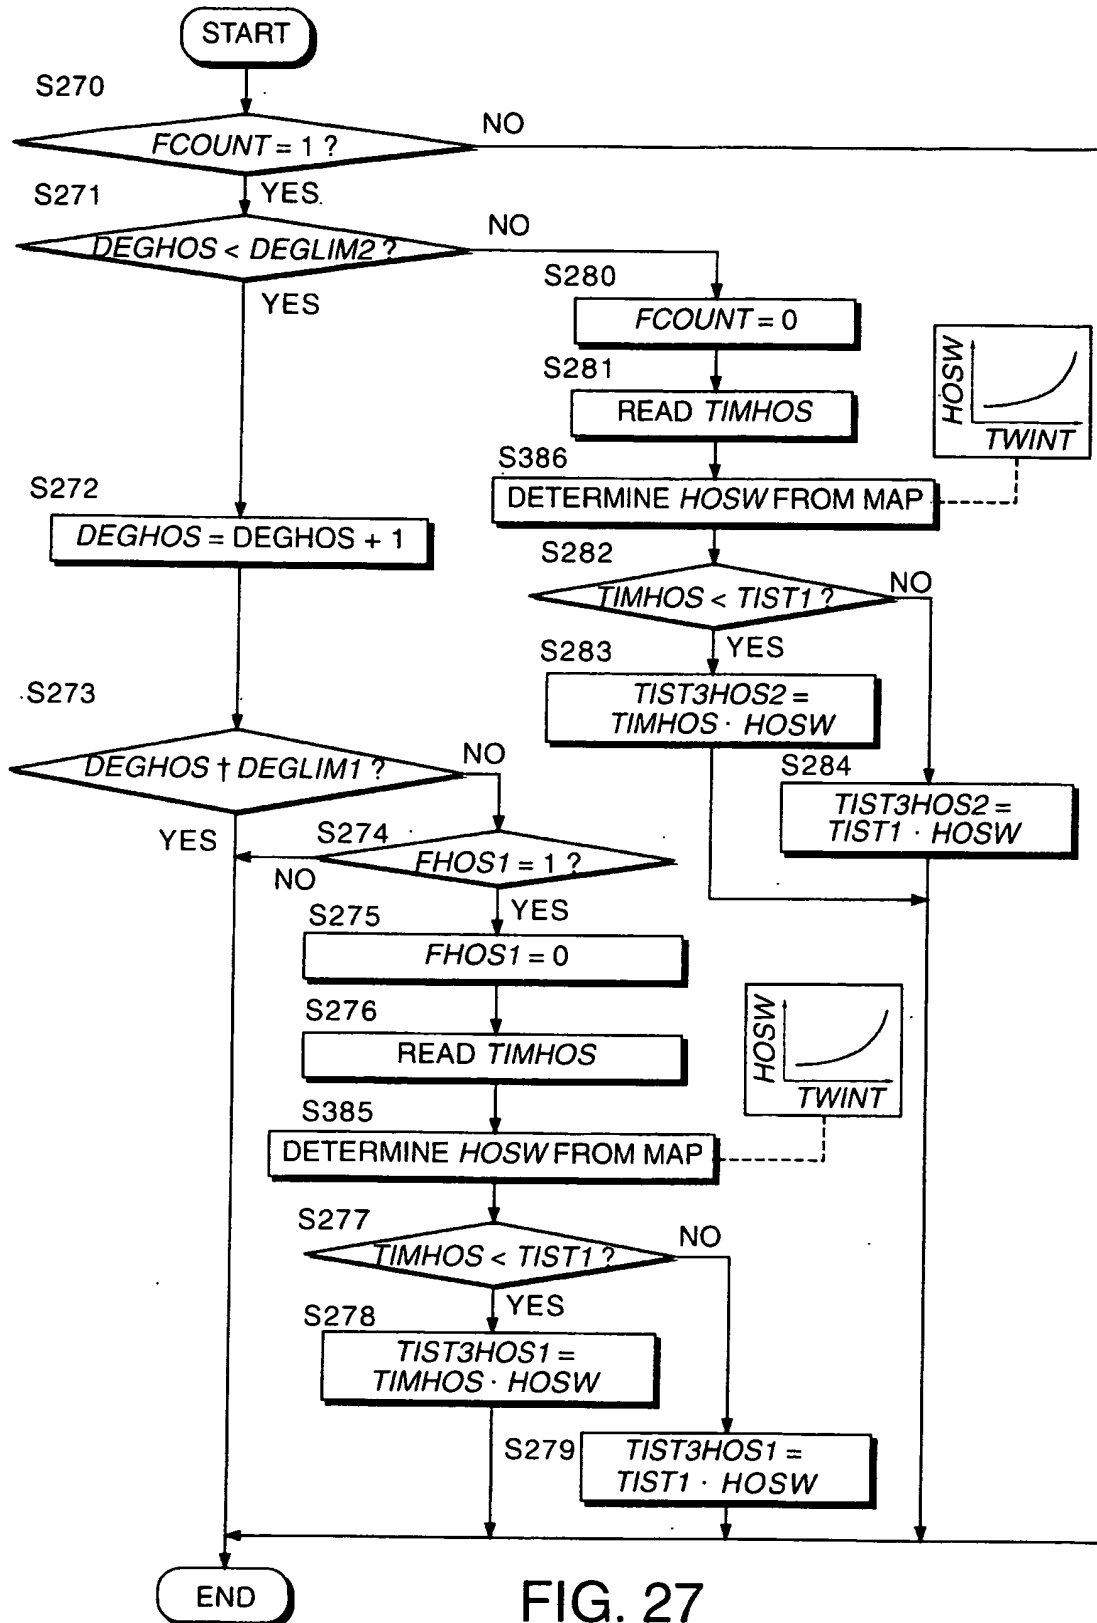 START
S270
FCOUNT = 1 ?
NO
YES.
S271
DEGHOS < DEGLIM2 ?
NO
YES
S280
FCOUNT = 0
S281
READ TIMHOS
HOSW
TWINT
S386
DETERMINE HOSW FROM MAP
S272
DEGHOS = DEGHOS + 1
S282
TIMHOS < TIST1 ?
NO
YES
S283
TIST3HOS2 =
TIMHOS · HOSW
S273
DEGHOS † DEGLIM1 ?
NO
YES
S284
TIST3HOS2 =
TIST1 · HOSW
S274
FHOS1 = 1 ?
NO
YES
S275
FHOS1 = 0
S276
READ TIMHOS
HOSW
TWINT
S385
DETERMINE HOSW FROM MAP
S277
TIMHOS < TIST1 ?
NO
YES
S278
TIST3HOS1 =
TIMHOS · HOSW
S279
TIST3HOS1 =
TIST1 · HOSW
END
FIG. 27